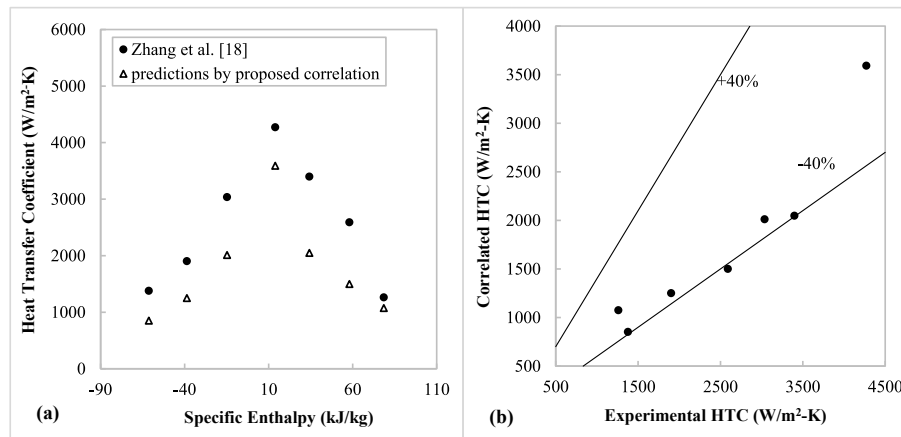 6000
5000
4000
3000
2000
1000
0
Heat Transfer Coefficient (W/m²·K)
Zhang et al. [18]
predictions by proposed correlation
-90 -40 10 60 110
(a)
Specific Enthalpy (kJ/kg)
4000
3500
3000
2500
2000
1500
1000
500
Correlated HTC (W/m²-K)
+40%
-40%
500 1500 2500 3500 4500
(b)
Experimental HTC (W/m²-K)